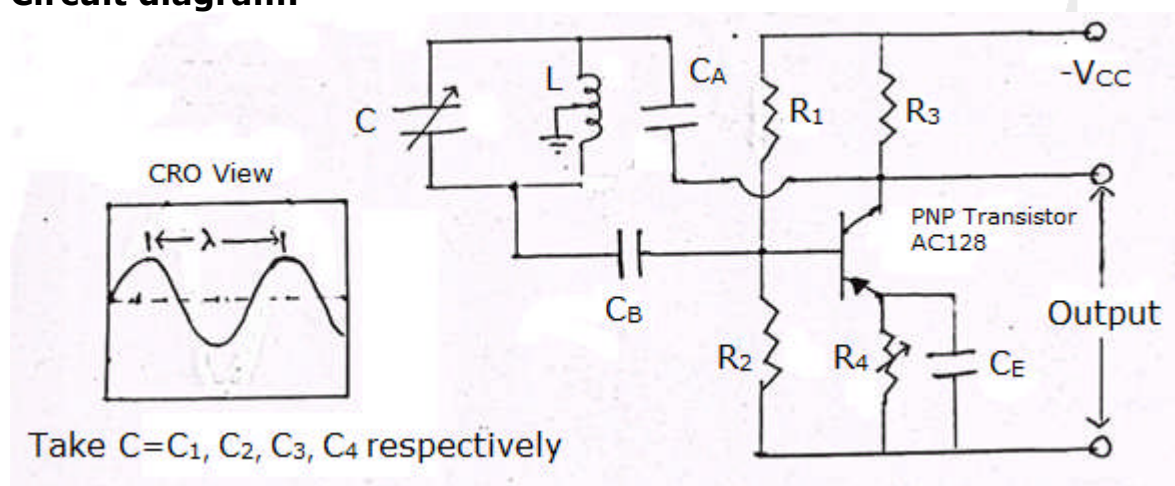 Circuit diagram:
C
L
CA
R1
R3
-VCC
CRO View
λ
PNP Transistor
AC128
CB
R2
R4
CE
Output
Take C=C1, C2, C3, C4 respectively